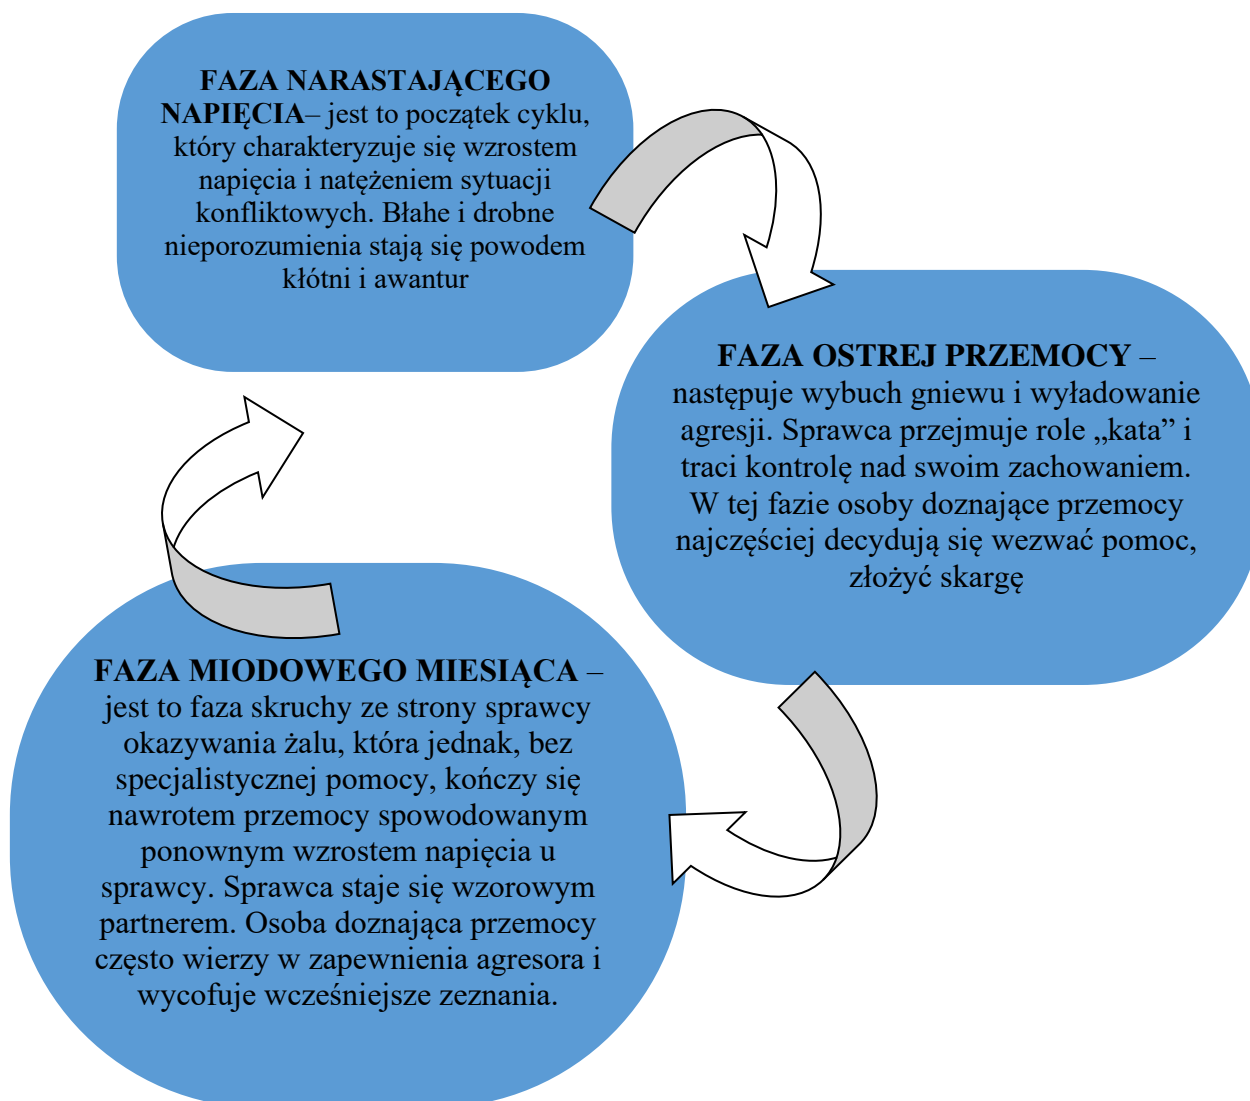 FAZA NARASTAJĄCEGO
NAPIĘCIA– jest to początek cyklu,
który charakteryzuje się wzrostem
napięcia i natężeniem sytuacji
konfliktowych. Błahe i drobne
nieporozumienia stają się powodem
kłótni i awantur
FAZA OSTREJ PRZEMOCY –
następuje wybuch gniewu i wyładowanie
agresji. Sprawca przejmuje role „kata” i
traci kontrolę nad swoim zachowaniem.
W tej fazie osoby doznające przemocy
najczęściej decydują się wezwać pomoc,
złożyć skargę
FAZA MIODOWEGO MIESIĄCA –
jest to faza skruchy ze strony sprawcy
okazywania żalu, która jednak, bez
specjalistycznej pomocy, kończy się
nawrotem przemocy spowodowanym
ponownym wzrostem napięcia u
sprawcy. Sprawca staje się wzorowym
partnerem. Osoba doznająca przemocy
często wierzy w zapewnienia agresora i
wycofuje wcześniejsze zeznania.